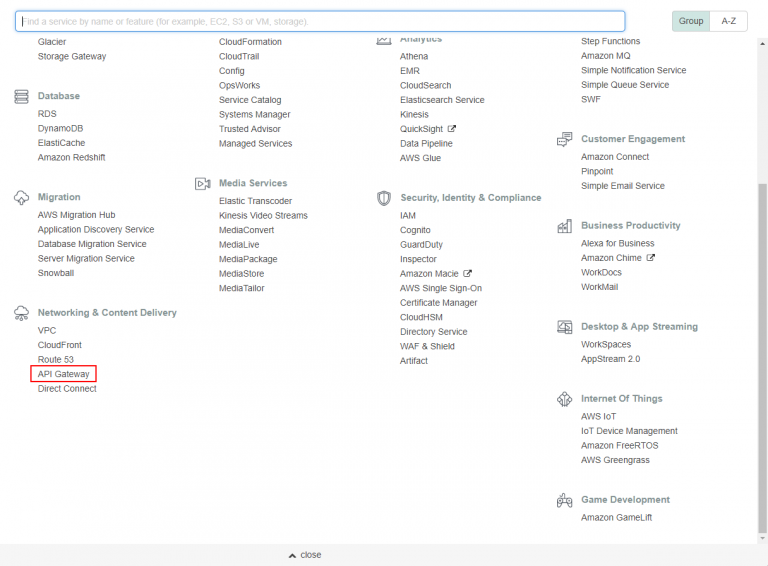 Find a service by name or feature (for example, EC2, S3 or VM, storage).
Group
A-Z
Glacier
Storage Gateway
Database
RDS
DynamoDB
ElastiCache
Amazon Redshift
Migration
AWS Migration Hub
Application Discovery Service
Database Migration Service
Server Migration Service
Snowball
Networking & Content Delivery
VPC
CloudFront
Route 53
API Gateway
Direct Connect
CloudFormation
CloudTrail
Config
OpsWorks
Service Catalog
Systems Manager
Trusted Advisor
Managed Services
Media Services
Elastic Transcoder
Kinesis Video Streams
MediaConvert
MediaLive
MediaPackage
MediaStore
MediaTailor
Analytics
Athena
EMR
CloudSearch
Elasticsearch Service
Kinesis
QuickSight
Data Pipeline
AWS Glue
Security, Identity & Compliance
IAM
Cognito
GuardDuty
Inspector
Amazon Macie
AWS Single Sign-On
Certificate Manager
CloudHSM
Directory Service
WAF & Shield
Artifact
Step Functions
Amazon MQ
Simple Notification Service
Simple Queue Service
SWF
Customer Engagement
Amazon Connect
Pinpoint
Simple Email Service
Business Productivity
Alexa for Business
Amazon Chime
WorkDocs
WorkMail
Desktop & App Streaming
WorkSpaces
AppStream 2.0
Internet Of Things
AWS IoT
IoT Device Management
Amazon FreeRTOS
AWS Greengrass
Game Development
Amazon GameLift
close